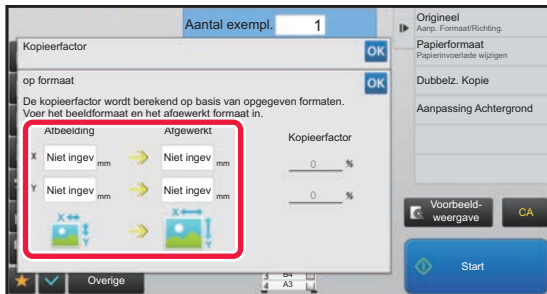 Aantal exempl. 1
Origineel
Aanp. Formaat/Richting.
Papierformaat
Papierinvoerlade wijzigen
Dubbelz. Kopie
Aanpassing Achtergrond
Kopieerfactor
OK
op formaat
OK
De kopieerfactor wordt berekend op basis van opgegeven formaten.
Voer het beeldformaat en het afoewerkt formaat in.
Afbeelding Afgewerkt Kopieerfactor
X Niet ingev mm Niet ingev mm 0 %
Y Niet ingev mm Niet ingev mm 0 %
X Y X Y
Voorbeeld-
weergave
CA
Start
Overige
3 B4
4 A3